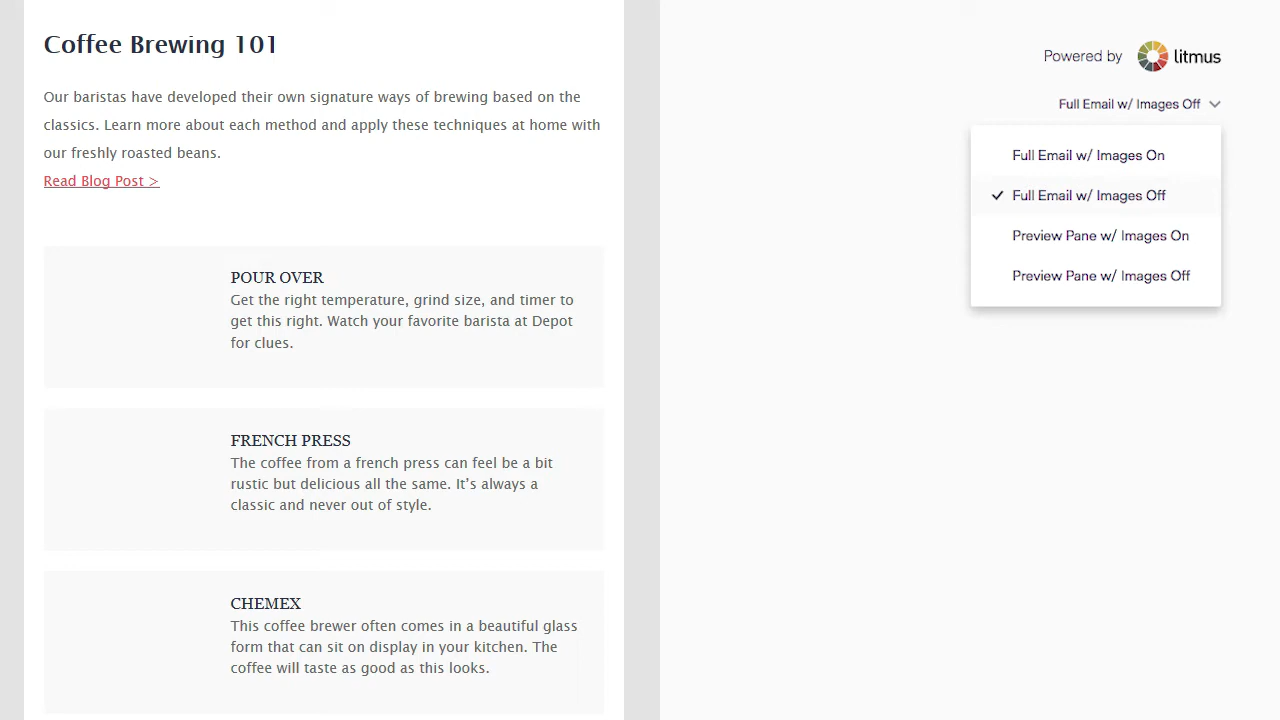 Coffee Brewing 101
Our baristas have developed their own signature ways of brewing based on the
classics. Learn more about each method and apply these techniques at home with
our freshly roasted beans.
Read Blog Post >
POUR OVER
Get the right temperature, grind size, and timer to
get this right. Watch your favorite barista at Depot
for clues.
FRENCH PRESS
The coffee from a french press can feel be a bit
rustic but delicious all the same. It’s always a
classic and never out of style.
CHEMEX
This coffee brewer often comes in a beautiful glass
form that can sit on display in your kitchen. The
coffee will taste as good as this looks.
Powered by litmus
Full Email w/ Images Off
Full Email w/ Images On
Full Email w/ Images Off
Preview Pane w/ Images On
Preview Pane w/ Images Off